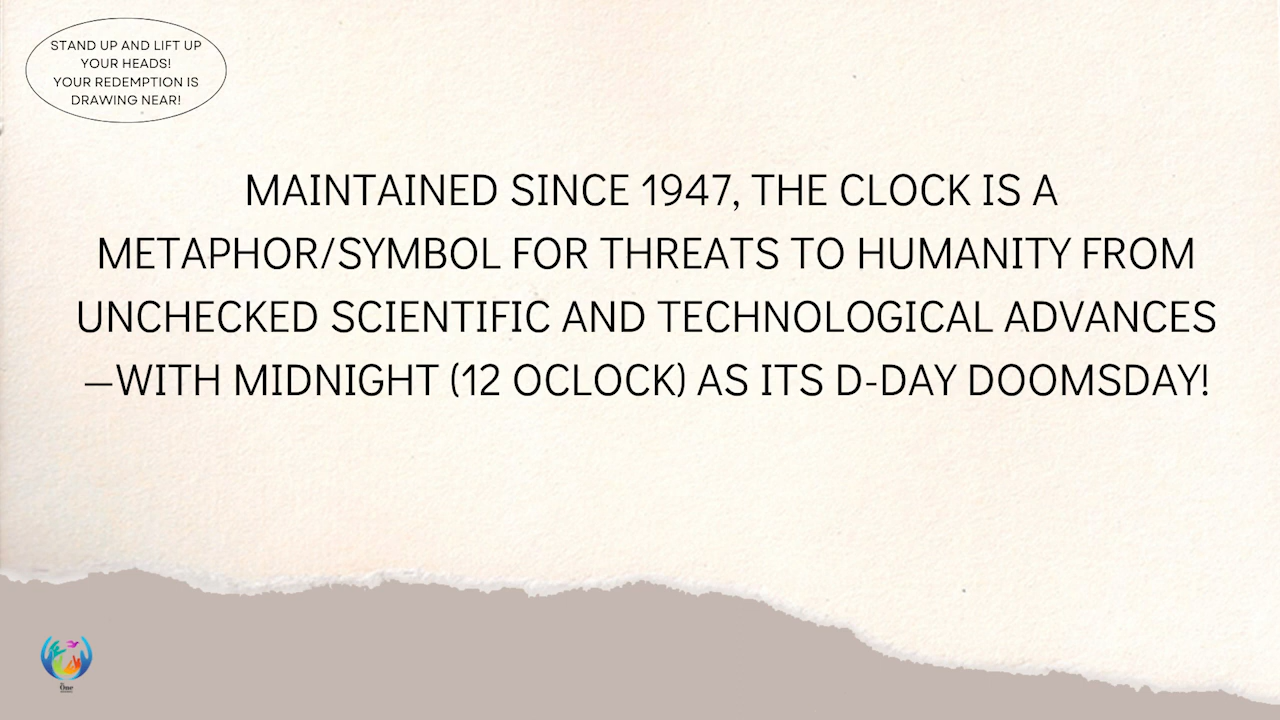 STAND UP AND LIFT UP
YOUR HEADS!
YOUR REDEMPTION IS
DRAWING NEAR!
MAINTAINED SINCE 1947, THE CLOCK IS A
METAPHOR/SYMBOL FOR THREATS TO HUMANITY FROM
UNCHECKED SCIENTIFIC AND TECHNOLOGICAL ADVANCES
—WITH MIDNIGHT (12 OCLOCK) AS ITS D-DAY DOOMSDAY!
One